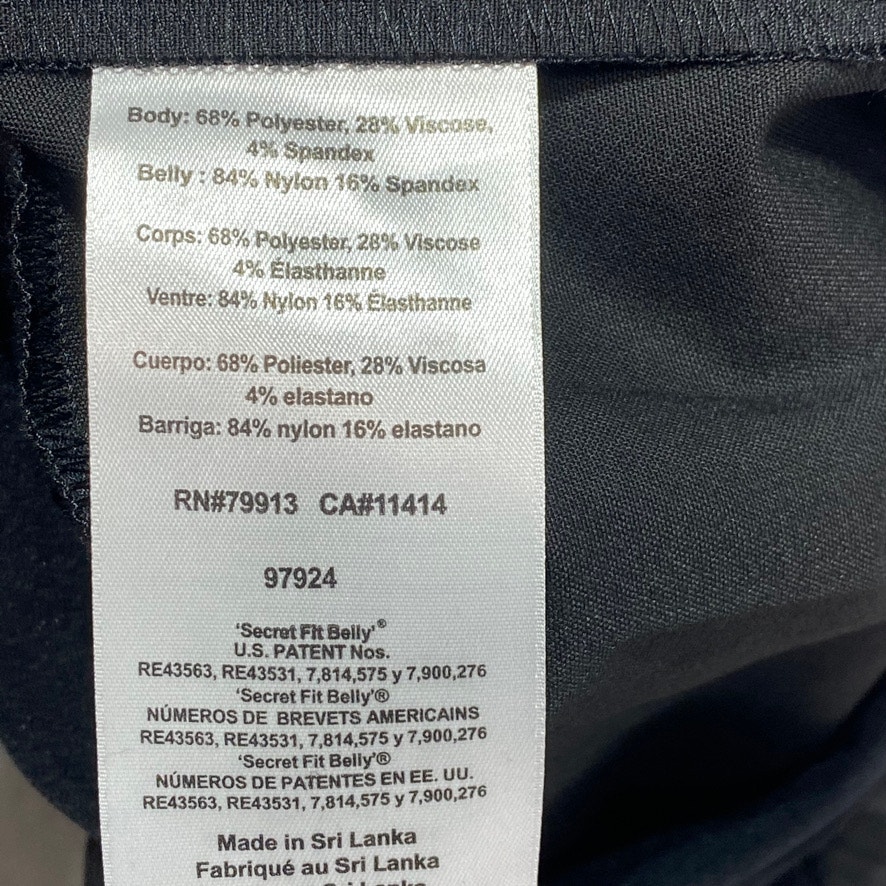 Body: 68% Polyester, 28% Viscose,
4% Spandex
Belly : 84% Nylon 16% Spandex
Corps: 68% Polyester, 28% Viscose
4% Élasthanne
Ventre: 84% Nylon 16% Élasthanne
Cuerpo: 68% Poliester, 28% Viscosa
4% elastano
Barriga: 84% nylon 16% elastano
RN#79913 CA#11414
97924
‘Secret Fit Belly’®
U.S. PATENT Nos.
RE43563, RE43531, 7,814,575 y 7,900,276
‘Secret Fit Belly’®
NÚMEROS DE BREVETS AMERICAINS
RE43563, RE43531, 7,814,575 y 7,900,276
‘Secret Fit Belly’®
NÚMEROS DE PATENTES EN EE. UU.
RE43563, RE43531, 7,814,575 y 7,900,276
Made in Sri Lanka
Fabriqué au Sri Lanka
Sri Lanka